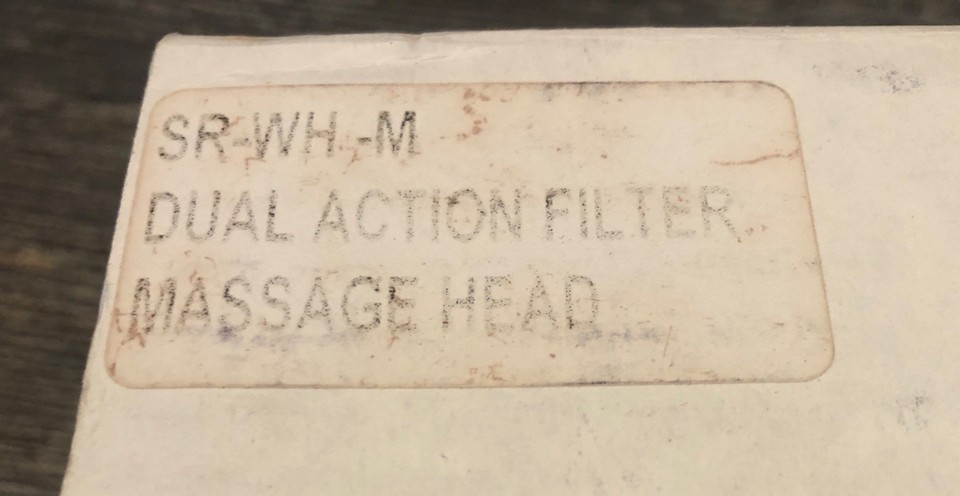 SR-WH -M
DUAL ACTION FILTER
MASSAGE HEAD